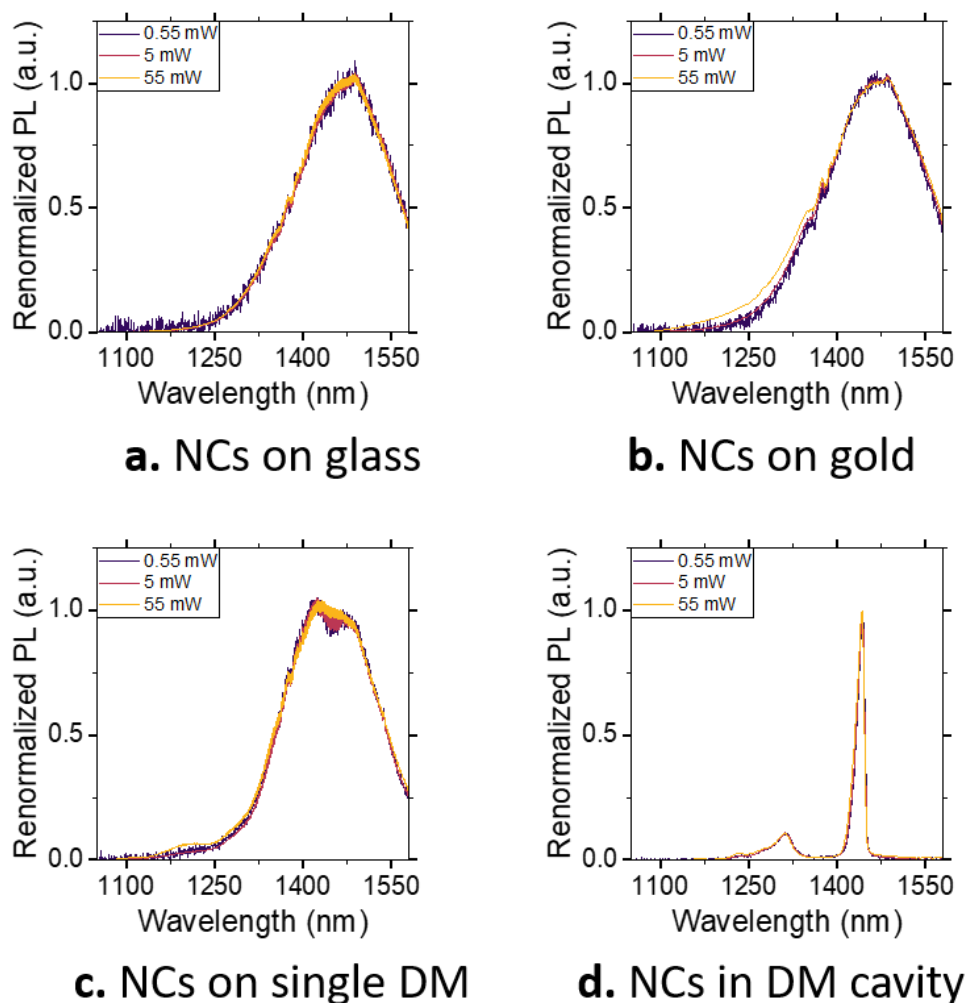 0.55 mW
5 mW
55 mW
Renormalized PL (a.u.)
1.0
0.5
0.0
1100 1250 1400 1550
Wavelength (nm)
a. NCs on glass
0.55 mW
5 mW
55 mW
Renormalized PL (a.u.)
1.0
0.5
0.0
1100 1250 1400 1550
Wavelength (nm)
b. NCs on gold
0.55 mW
5 mW
55 mW
Renormalized PL (a.u.)
1.0
0.5
0.0
1100 1250 1400 1550
Wavelength (nm)
c. NCs on single DM
0.55 mW
5 mW
55 mW
Renormalized PL (a.u.)
1.0
0.5
0.0
1100 1250 1400 1550
Wavelength (nm)
d. NCs in DM cavity